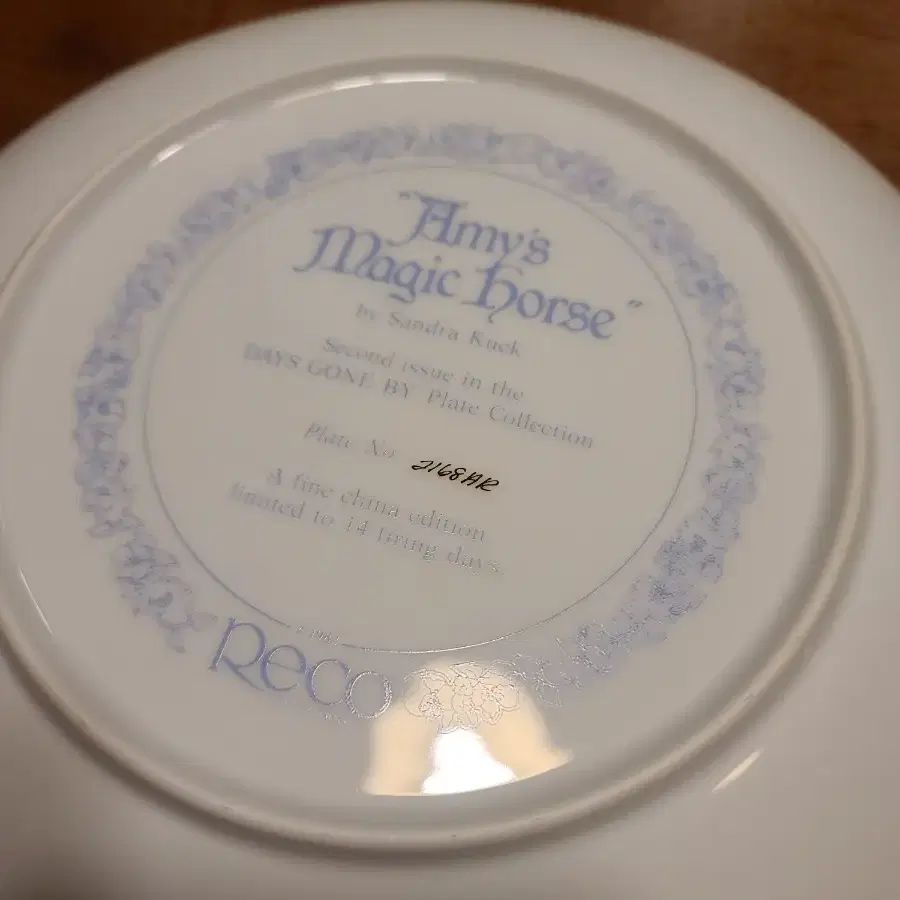 "Amy's
Magic Horse"
by Sandra Kuck
Second issue in the
DAYS GONE BY Plate Collection
Plate No. 2168AR
A fine china edition
limited to 14 firing days.
Reco